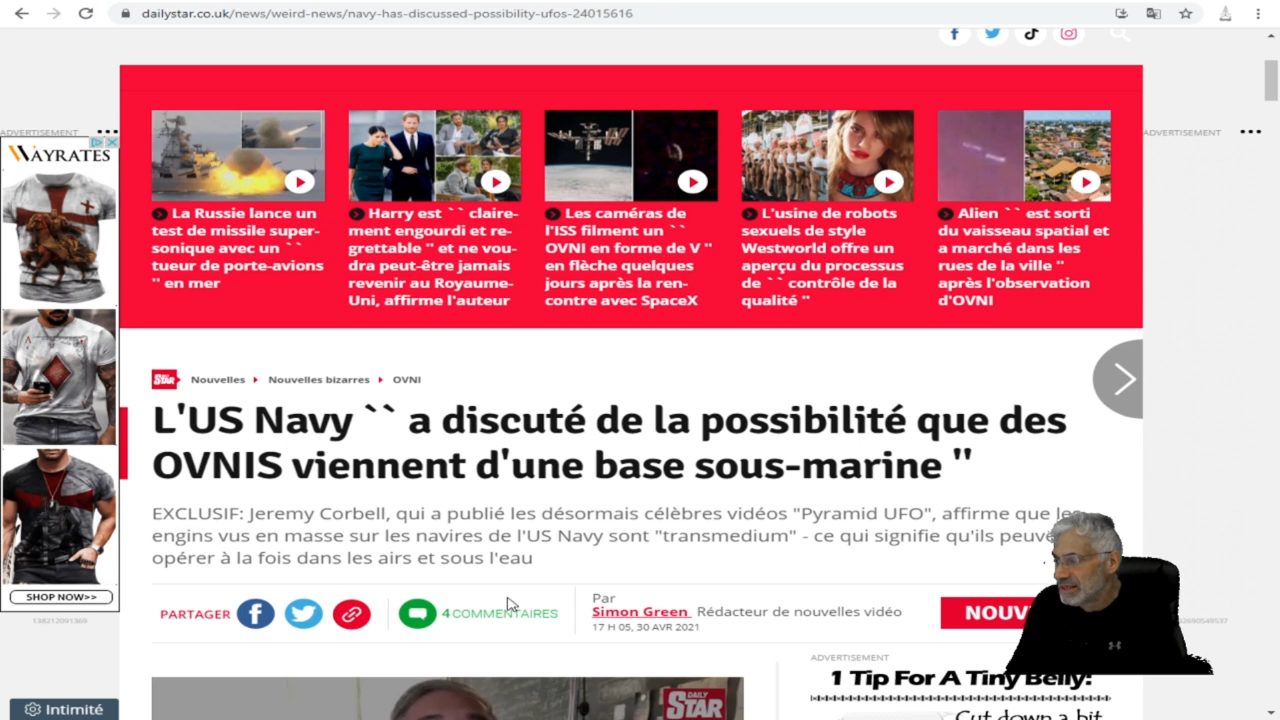 dailystar.co.uk/news/weird-news/navy-has-discussed-possibility-ufos-24015616
ADVERTISEMENT
ADVERTISEMENT
WAYRATES
La Russie lance un
test de missile super-
sonique avec un ``
tueur de porte-avions
'' en mer
Harry est `` claire-
ment engourdi et re-
grettable '' et ne vou-
dra peut-être jamais
revenir au Royaume-
Uni, affirme l'auteur
Les caméras de
l'ISS filment un ``
OVNI en forme de V ''
en flèche quelques
jours après la ren-
contre avec SpaceX
L'usine de robots
sexuels de style
Westworld offre un
aperçu du processus
de `` contrôle de la
qualité ''
Alien `` est sorti
du vaisseau spatial et
a marché dans les
rues de la ville ''
après l'observation
d'OVNI
STAR
Nouvelles
Nouvelles bizarres
OVNI
L'US Navy `` a discuté de la possibilité que des
OVNIS viennent d'une base sous-marine ''
EXCLUSIF: Jeremy Corbell, qui a publié les désormais célèbres vidéos "Pyramid UFO", affirme que les
engins vus en masse sur les navires de l'US Navy sont "transmedium" - ce qui signifie qu'ils peuve
opérer à la fois dans les airs et sous l'eau
SHOP NOW>>
138212091369
PARTAGER
4 COMMENTAIRES
Par
Simon Green Rédacteur de nouvelles vidéo
17 H 05, 30 AVR 2021
NOUV
ADVERTISEMENT
1 Tip For A Tiny Belly:
Cut down a bit
DAILY
STAR
Intimité